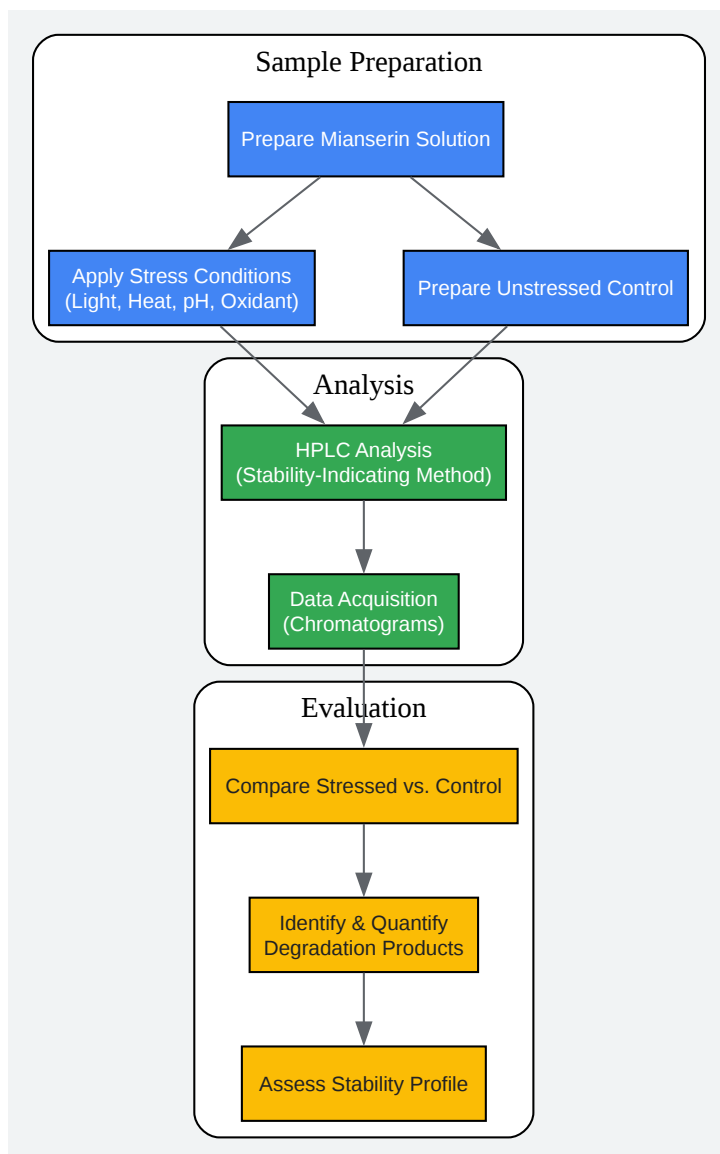 Sample Preparation
Prepare Mianserin Solution
Apply Stress Conditions
(Light, Heat, pH, Oxidant)
Prepare Unstressed Control
Analysis
HPLC Analysis
(Stability-Indicating Method)
Data Acquisition
(Chromatograms)
Evaluation
Compare Stressed vs. Control
Identify & Quantify
Degradation Products
Assess Stability Profile